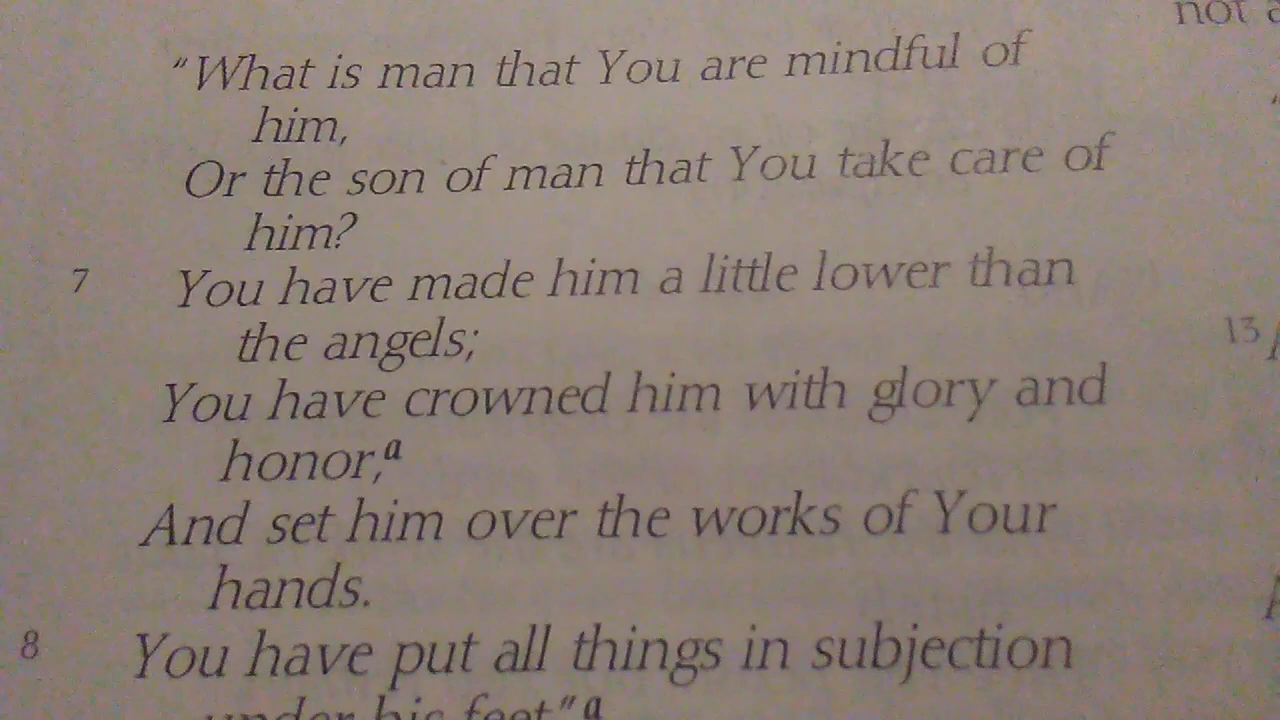 not
“What is man that You are mindful of
him,
Or the son of man that You take care of
him?
7 You have made him a little lower than
the angels;
13
You have crowned him with glory and
honor,ᵃ
And set him over the works of Your
hands.
8 You have put all things in subjection
under his feet”ᵃ